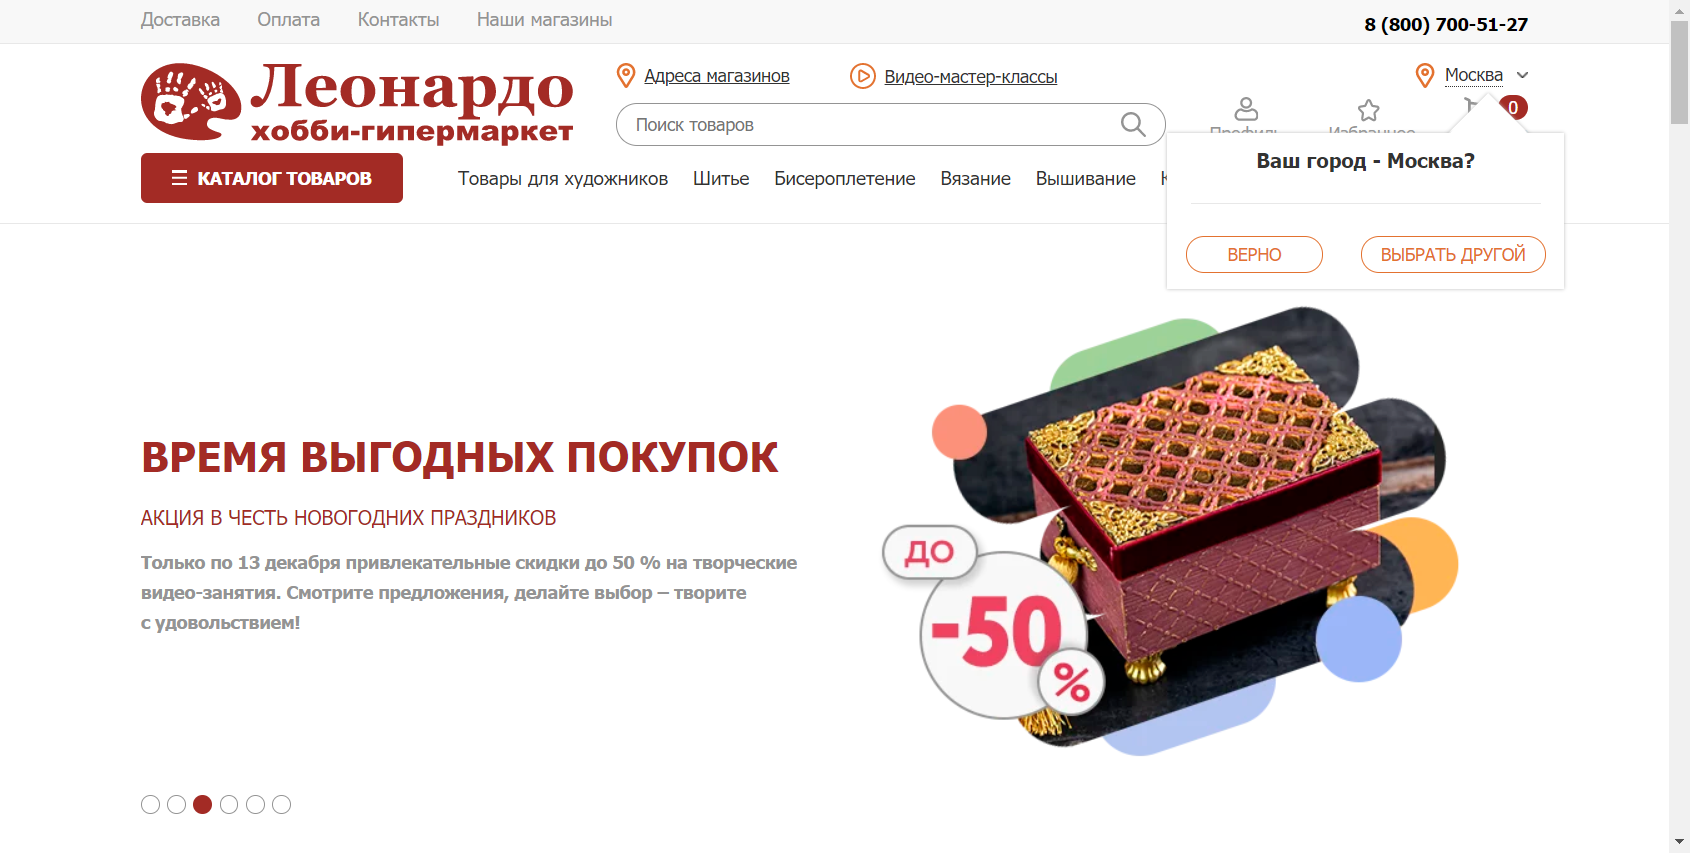 Доставка Оплата Контакты Наши магазины 8 (800) 700-51-27
Леонардо
хобби-гипермаркет
Адреса магазинов Видео-мастер-классы Москва
Поиск товаров
0
КАТАЛОГ ТОВАРОВ Товары для художников Шитье Бисероплетение Вязание Вышивание
Ваш город - Москва?
ВЕРНО ВЫБРАТЬ ДРУГОЙ
ВРЕМЯ ВЫГОДНЫХ ПОКУПОК
АКЦИЯ В ЧЕСТЬ НОВОГОДНИХ ПРАЗДНИКОВ
Только по 13 декабря привлекательные скидки до 50 % на творческие
видео-занятия. Смотрите предложения, делайте выбор – творите
с удовольствием!
ДО
-50
%